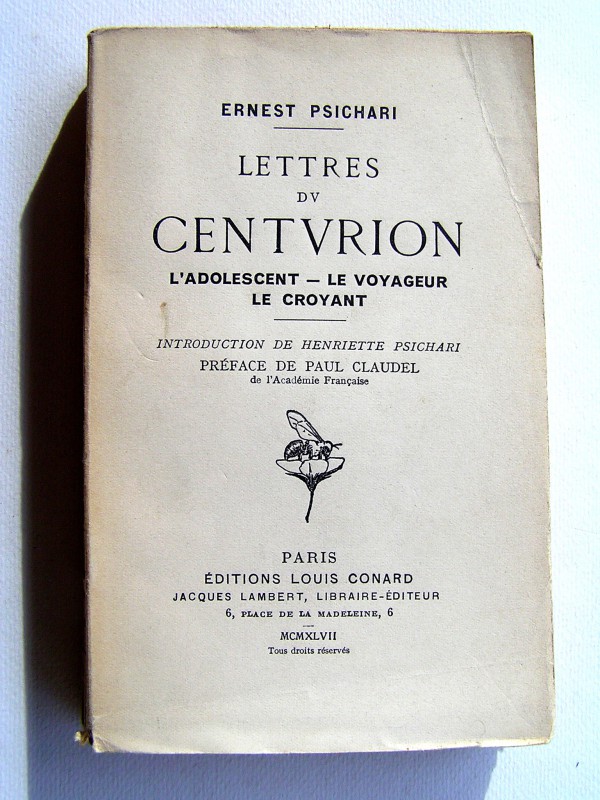 ERNEST PSICHARI
LETTRES
DV
CENTVRION
L'ADOLESCENT — LE VOYAGEUR
LE CROYANT
INTRODUCTION DE HENRIETTE PSICHARI
PRÉFACE DE PAUL CLAUDEL
de l'Académie Française
PARIS
ÉDITIONS LOUIS CONARD
JACQUES LAMBERT, LIBRAIRE-ÉDITEUR
6, PLACE DE LA MADELEINE, 6
MCMXLVII
Tous droits réservés